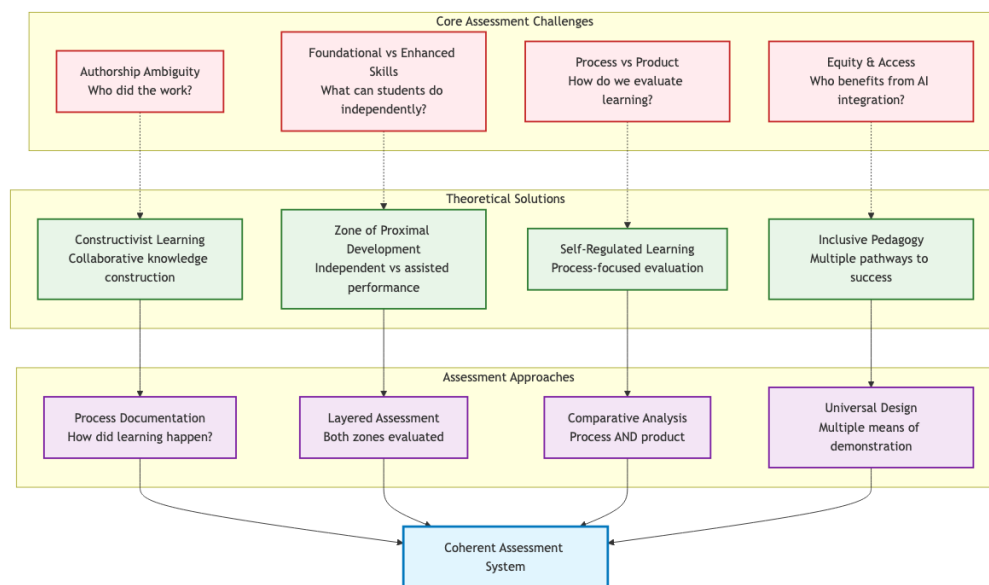 Core Assessment Challenges
Authorship Ambiguity
Who did the work?
Foundational vs Enhanced
Skills
What can students do
independently?
Process vs Product
How do we evaluate
learning?
Equity & Access
Who benefits from AI
integration?
Theoretical Solutions
Constructivist Learning
Collaborative knowledge
construction
Zone of Proximal
Development
Independent vs assisted
performance
Self-Regulated Learning
Process-focused evaluation
Inclusive Pedagogy
Multiple pathways to
success
Assessment Approaches
Process Documentation
How did learning happen?
Layered Assessment
Both zones evaluated
Comparative Analysis
Process AND product
Universal Design
Multiple means of
demonstration
Coherent Assessment
System